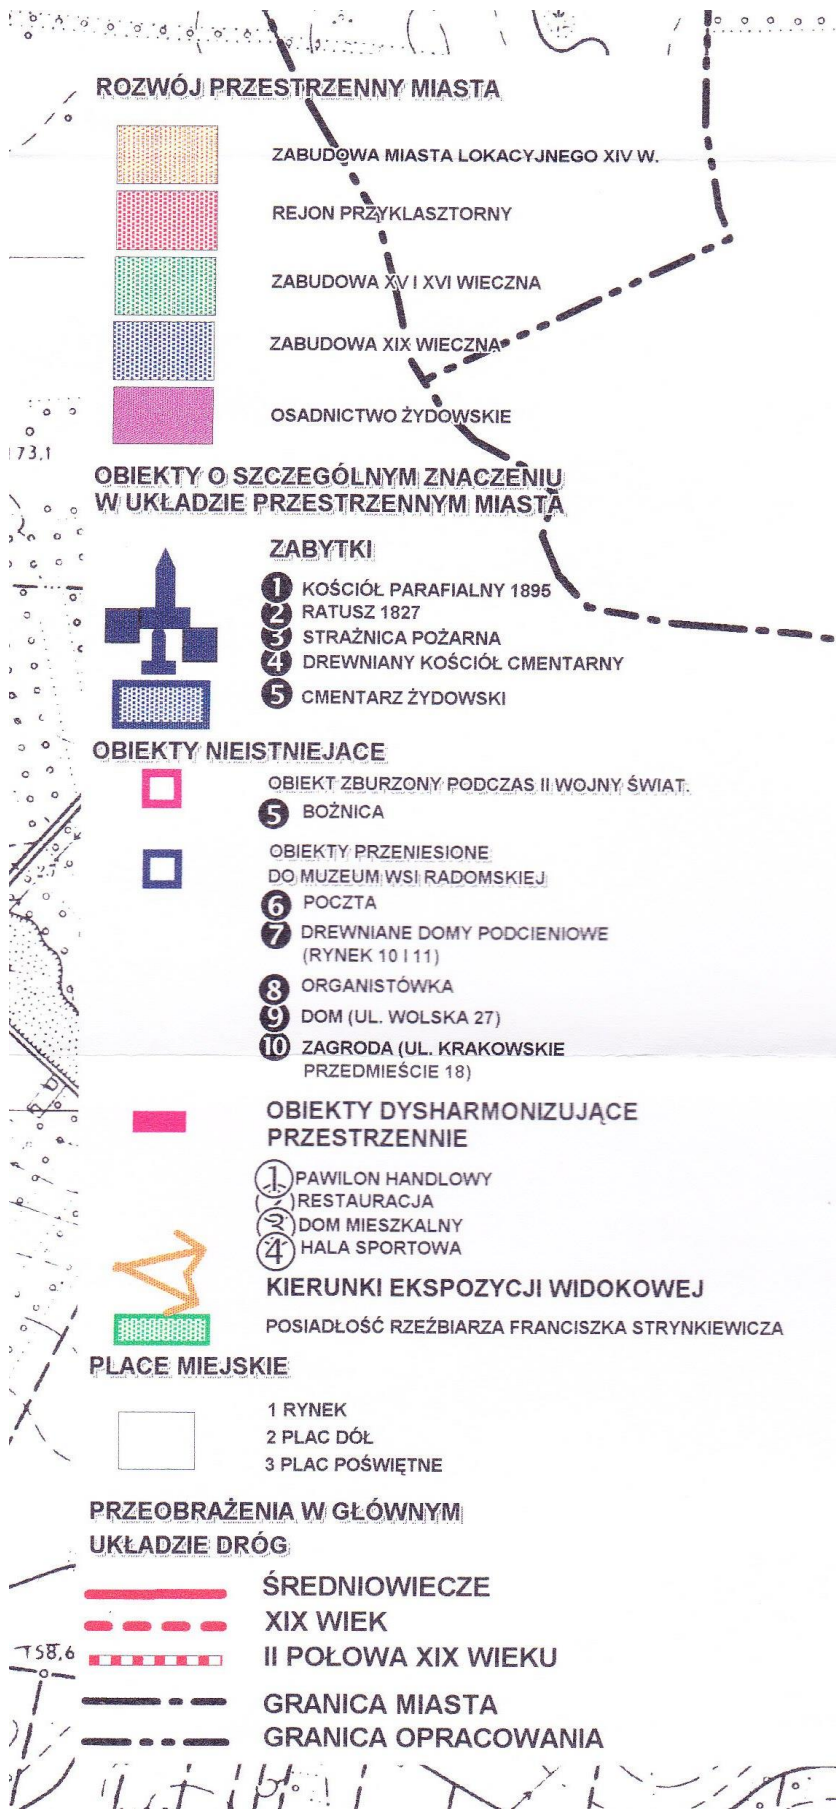 ROZWÓJ PRZESTRZENNY MIASTA
ZABUDOWA MIASTA LOKACYJNEGO XIV W.
REJON PRZYKLASZTORNY
ZABUDOWA XV I XVI WIECZNA
ZABUDOWA XIX WIECZNA
OSADNICTWO ŻYDOWSKIE
73,1
OBIEKTY O SZCZEGÓLNYM ZNACZENIU
W UKŁADZIE PRZESTRZENNYM MIASTA
ZABYTKI
1 KOŚCIÓŁ PARAFIALNY 1895
2 RATUSZ 1827
3 STRAŻNICA POŻARNA
4 DREWNIANY KOŚCIÓŁ CMENTARNY
5 CMENTARZ ŻYDOWSKI
OBIEKTY NIEISTNIEJACE
OBIEKT ZBURZONY PODCZAS II WOJNY ŚWIAT.
5 BOŻNICA
OBIEKTY PRZENIESIONE
DO MUZEUM WSI RADOMSKIEJ
6 POCZTA
7 DREWNIANE DOMY PODCIENIOWE
(RYNEK 10 I 11)
8 ORGANISTÓWKA
9 DOM (UL. WOLSKA 27)
10 ZAGRODA (UL. KRAKOWSKIE
PRZEDMIEŚCIE 18)
OBIEKTY DYSHARMONIZUJĄCE
PRZESTRZENNIE
1 PAWILON HANDLOWY
RESTAURACJA
3 DOM MIESZKALNY
4 HALA SPORTOWA
KIERUNKI EKSPOZYCJI WIDOKOWEJ
POSIADŁOŚĆ RZEŹBIARZA FRANCISZKA STRYNKIEWICZA
PLACE MIEJSKIE
1 RYNEK
2 PLAC DÓŁ
3 PLAC POŚWIĘTNE
PRZEOBRAŻENIA W GŁÓWNYM
UKŁADZIE DRÓG
ŚREDNIOWIECZE
XIX WIEK
158,6
II POŁOWA XIX WIEKU
GRANICA MIASTA
GRANICA OPRACOWANIA